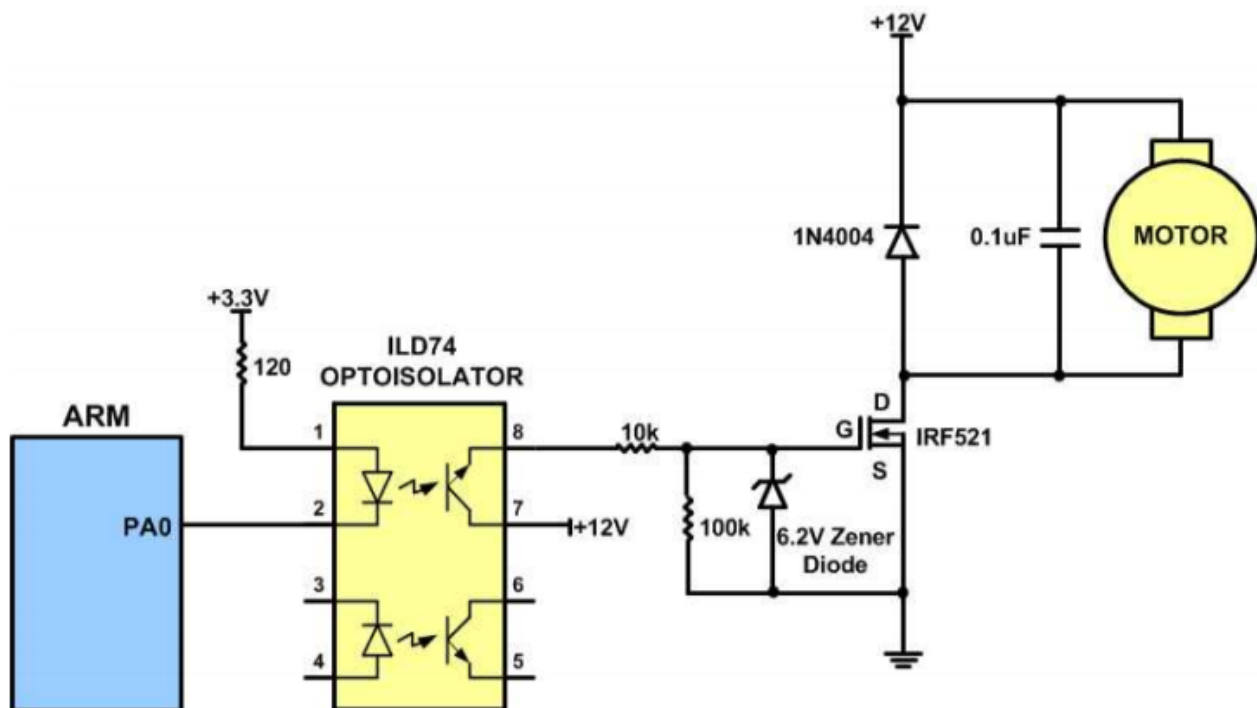 +12V
1N4004
0.1uF
MOTOR
+3.3V
120
ILD74
OPTOISOLATOR
ARM
PA0
1
2
3
4
8
7
6
5
10k
+12V
100k
6.2V Zener
Diode
D
G
S
IRF521